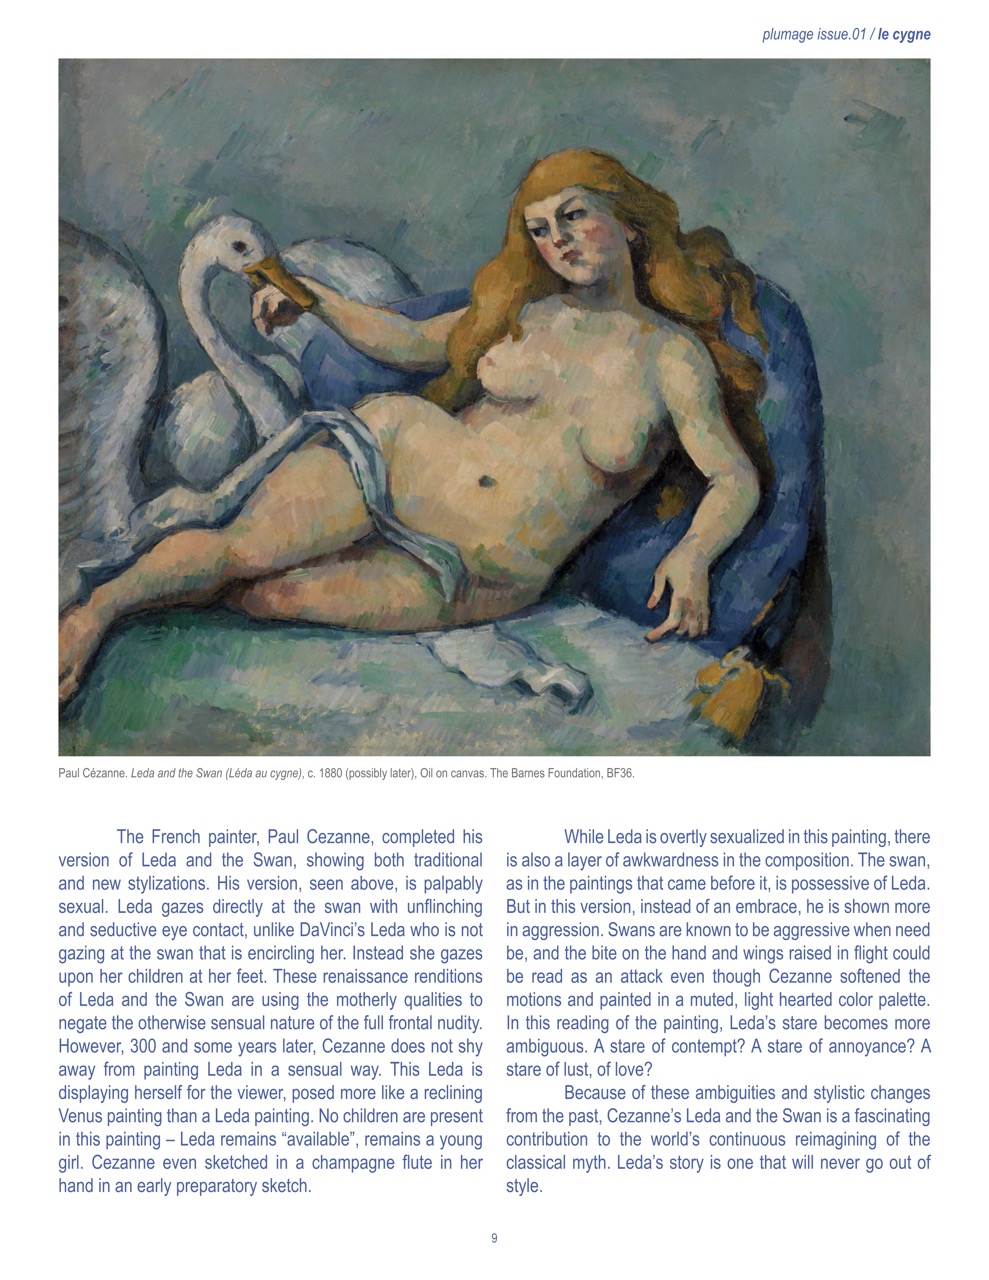 plumage issue.01 / le cygne
Paul Cézanne. Leda and the Swan (Léda au cygne), c. 1880 (possibly later), Oil on canvas. The Barnes Foundation, BF36.
The French painter, Paul Cezanne, completed his
version of Leda and the Swan, showing both traditional
and new stylizations. His version, seen above, is palpably
sexual. Leda gazes directly at the swan with unflinching
and seductive eye contact, unlike DaVinci’s Leda who is not
gazing at the swan that is encircling her. Instead she gazes
upon her children at her feet. These renaissance renditions
of Leda and the Swan are using the motherly qualities to
negate the otherwise sensual nature of the full frontal nudity.
However, 300 and some years later, Cezanne does not shy
away from painting Leda in a sensual way. This Leda is
displaying herself for the viewer, posed more like a reclining
Venus painting than a Leda painting. No children are present
in this painting – Leda remains “available”, remains a young
girl. Cezanne even sketched in a champagne flute in her
hand in an early preparatory sketch.
While Leda is overtly sexualized in this painting, there
is also a layer of awkwardness in the composition. The swan,
as in the paintings that came before it, is possessive of Leda.
But in this version, instead of an embrace, he is shown more
in aggression. Swans are known to be aggressive when need
be, and the bite on the hand and wings raised in flight could
be read as an attack even though Cezanne softened the
motions and painted in a muted, light hearted color palette.
In this reading of the painting, Leda’s stare becomes more
ambiguous. A stare of contempt? A stare of annoyance? A
stare of lust, of love?
Because of these ambiguities and stylistic changes
from the past, Cezanne’s Leda and the Swan is a fascinating
contribution to the world’s continuous reimagining of the
classical myth. Leda’s story is one that will never go out of
style.
9